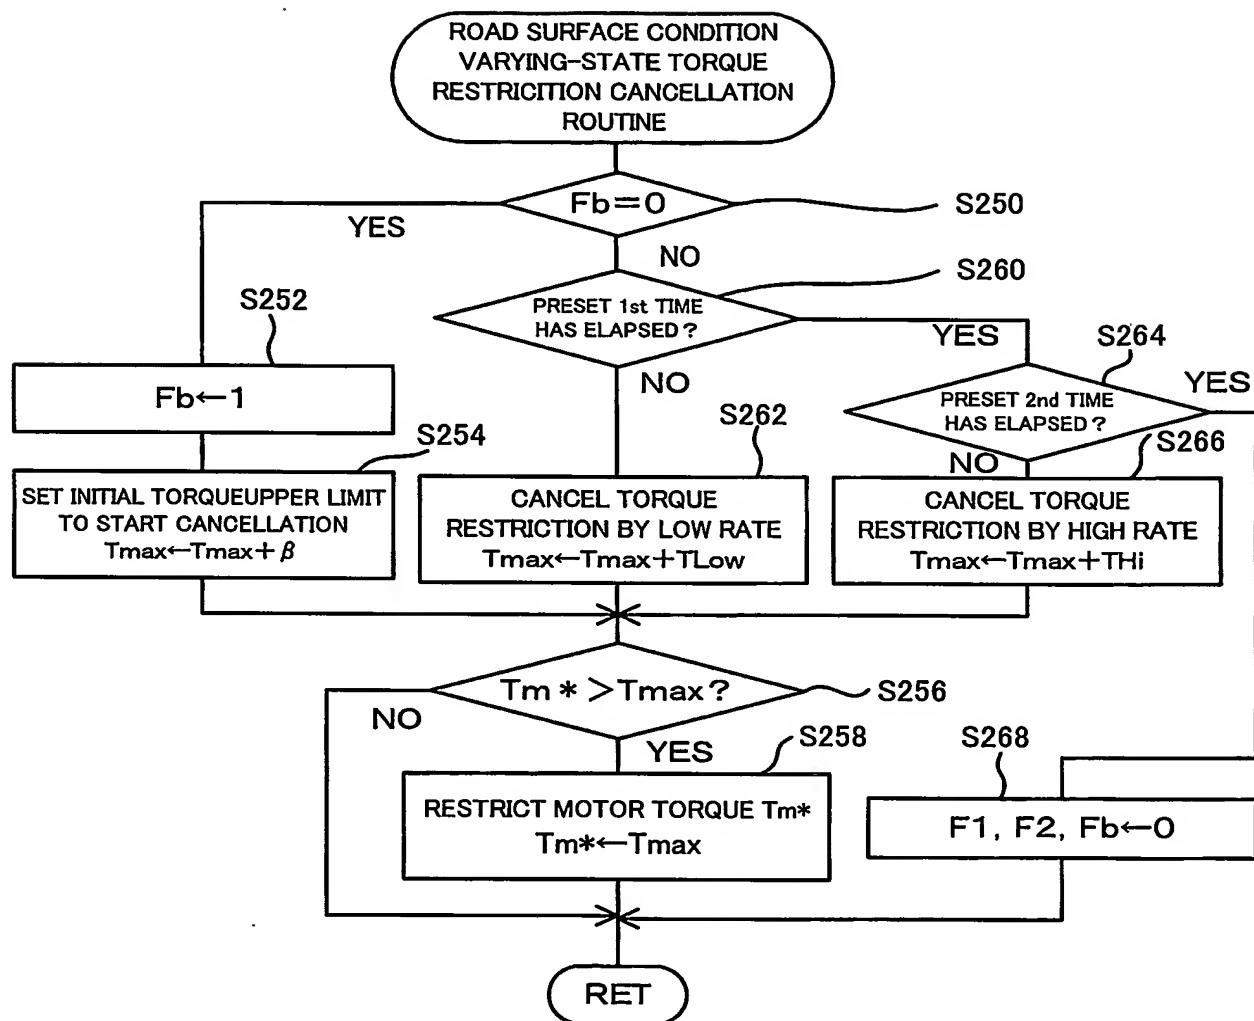 ROAD SURFACE CONDITION
VARYING-STATE TORQUE
RESTRICITION CANCELLATION
ROUTINE
Fb=0
S250
YES
NO
S260
PRESET 1st TIME
HAS ELAPSED?
YES
NO
S252
Fb←1
S264
PRESET 2nd TIME
HAS ELAPSED?
YES
NO
S254
SET INITIAL TORQUEUPPER LIMIT
TO START CANCELLATION
Tmax←Tmax+β
S262
CANCEL TORQUE
RESTRICTION BY LOW RATE
Tmax←Tmax+TLow
S266
CANCEL TORQUE
RESTRICTION BY HIGH RATE
Tmax←Tmax+THi
Tm*>Tmax?
S256
NO
YES
S258
RESTRICT MOTOR TORQUE Tm*
Tm*←Tmax
S268
F1, F2, Fb←0
RET